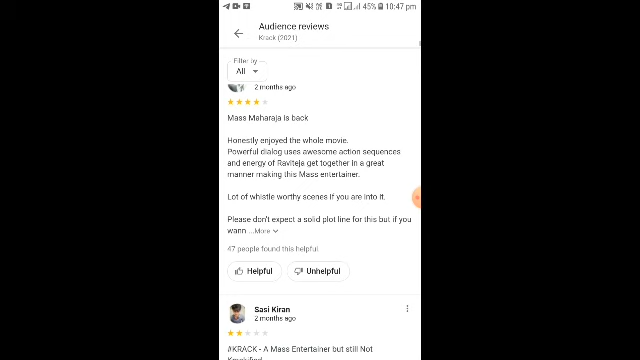 45% 10:47 pm
Audience reviews
Krack (2021)
Filter by
All
2 months ago
Mass Maharaja is back
Honestly enjoyed the whole movie.
Powerful dialog uses awesome action sequences
and energy of Raviteja get together in a great
manner making this Mass entertainer.
Lot of whistle worthy scenes if you are into it.
Please don't expect a solid plot line for this but if you
wann ...More
47 people found this helpful
Helpful
Unhelpful
Sasi Kiran
2 months ago
#KRACK - A Mass Entertainer but still Not